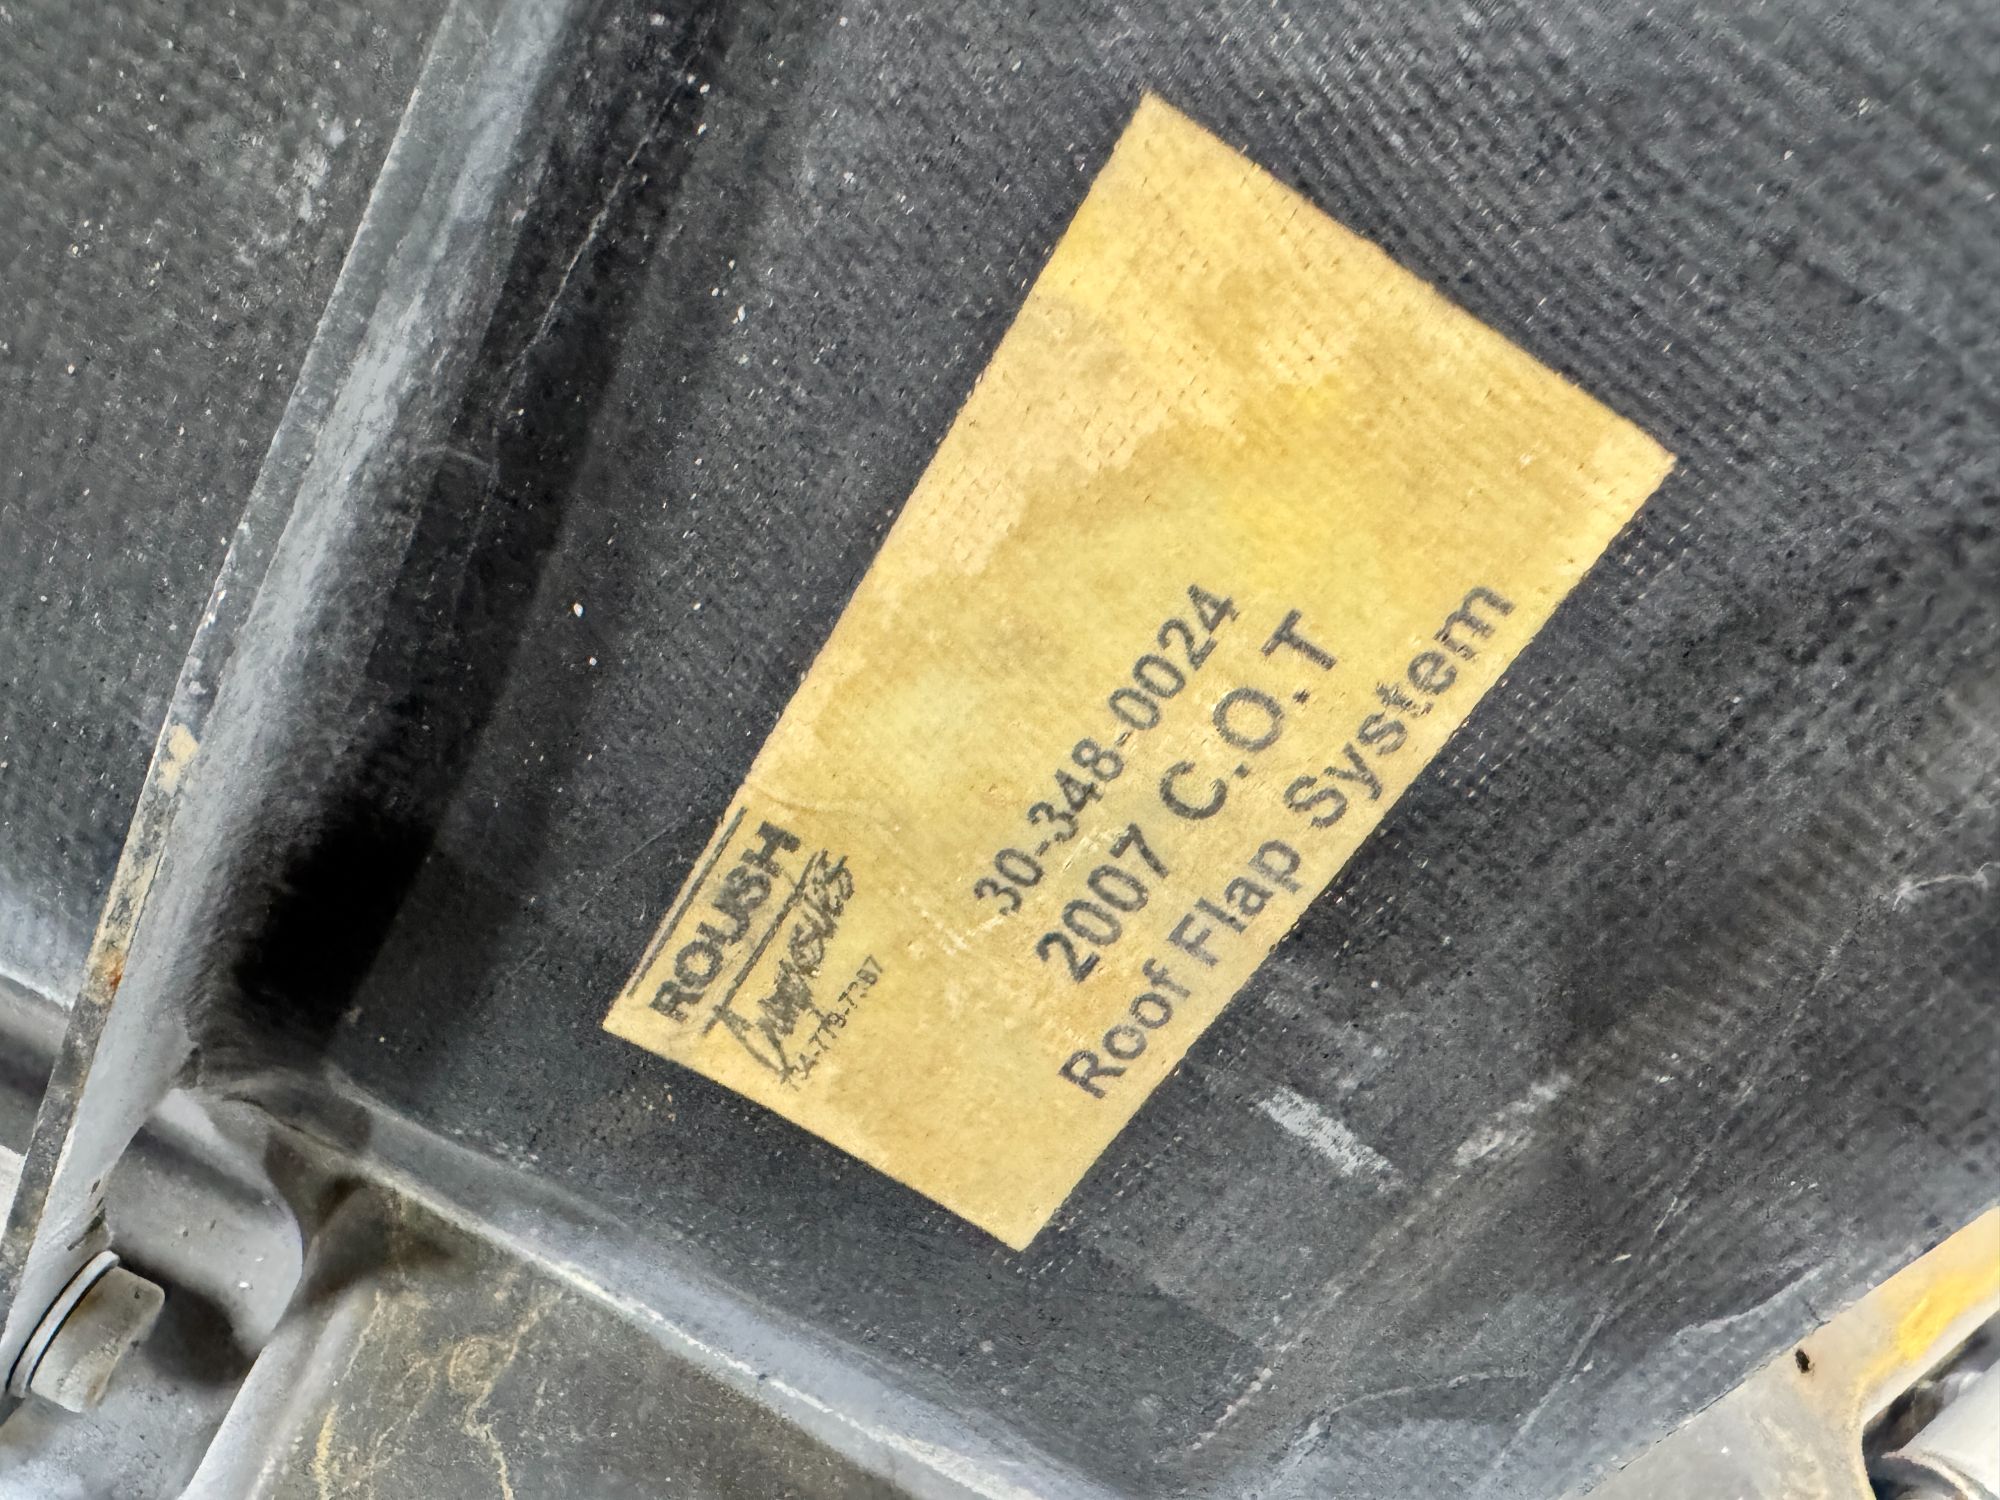 ROUSH
30-348-0024
2007 C.O.T
Roof Flap System